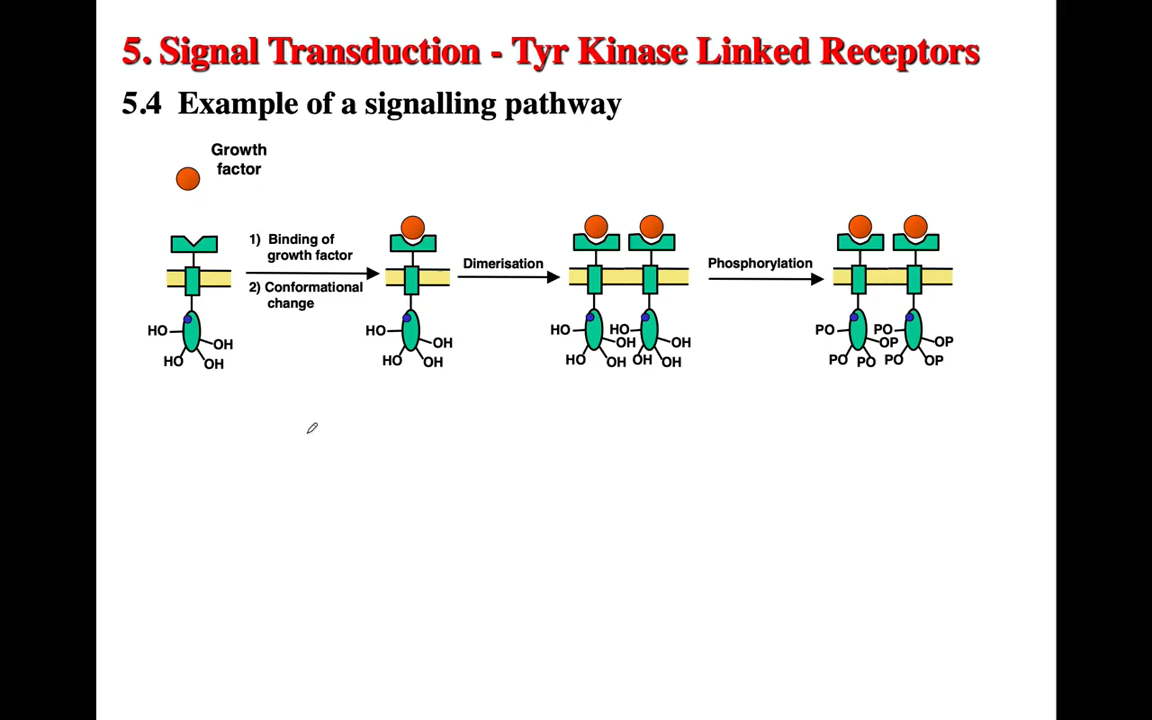 5. Signal Transduction - Tyr Kinase Linked Receptors
5.4 Example of a signalling pathway
Growth
factor
1) Binding of
growth factor
2) Conformational
change
Dimerisation
Phosphorylation
HO
OH
HO
OH
HO
OH
HO
OH
HO
HO
OH
OH
HO
OH
OH
OH
PO
PO
OP
OP
PO
PO
PO
OP